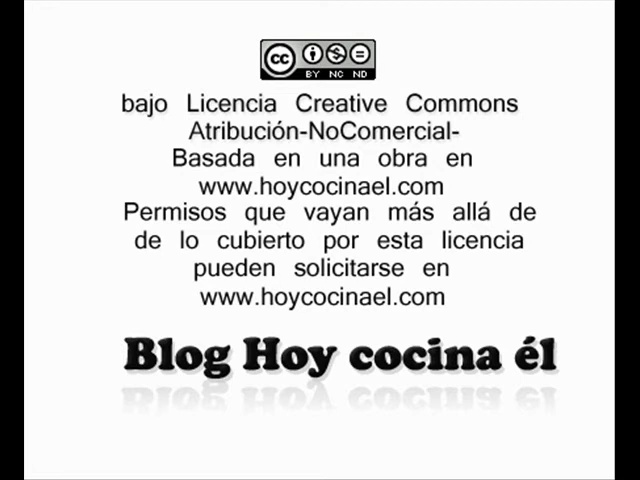 cc
BY NC ND
bajo Licencia Creative Commons
Atribución-NoComercial-
Basada en una obra en
www.hoycocinael.com
Permisos que vayan más allá de
de lo cubierto por esta licencia
pueden solicitarse en
www.hoycocinael.com
Blog Hoy cocina él